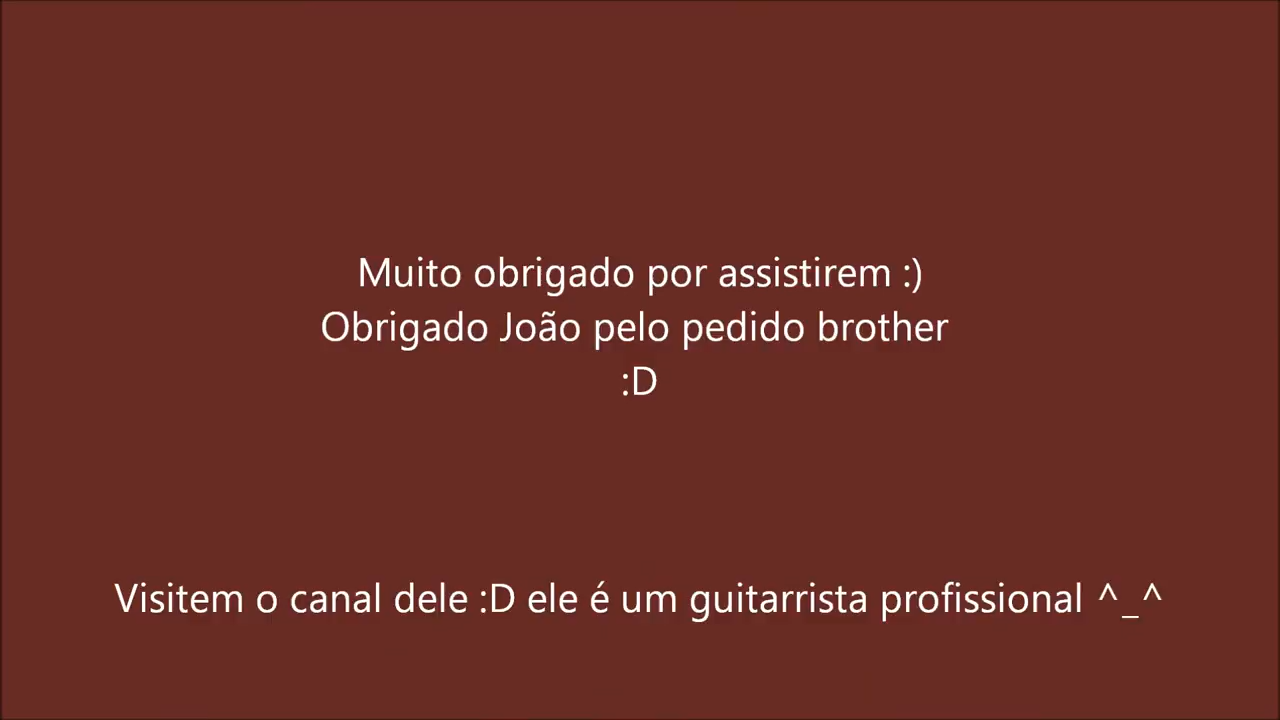 Muito obrigado por assistirem :)
Obrigado João pelo pedido brother
:D
Visitem o canal dele :D ele é um guitarrista profissional ^_^